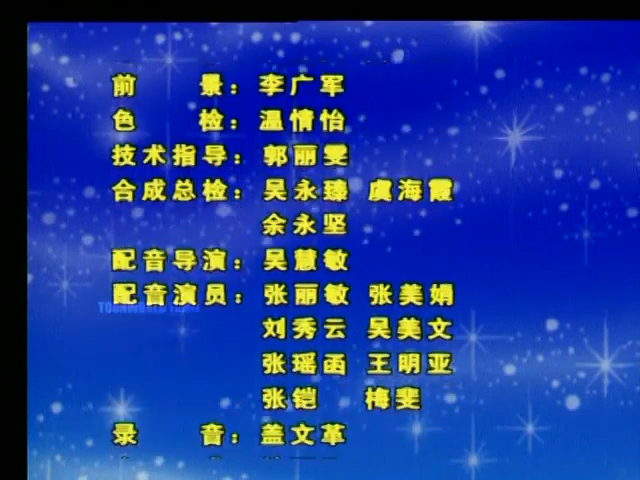 前 景：李广军
色 检：温情怡
技术指导：郭丽雯
合成总检：吴永臻 虞海霞
余永坚
配音导演：吴慧敏
配音演员：张丽敏 张美娟
刘秀云 吴美文
张瑶函 王明亚
张铠 梅斐
录 音：盖文革